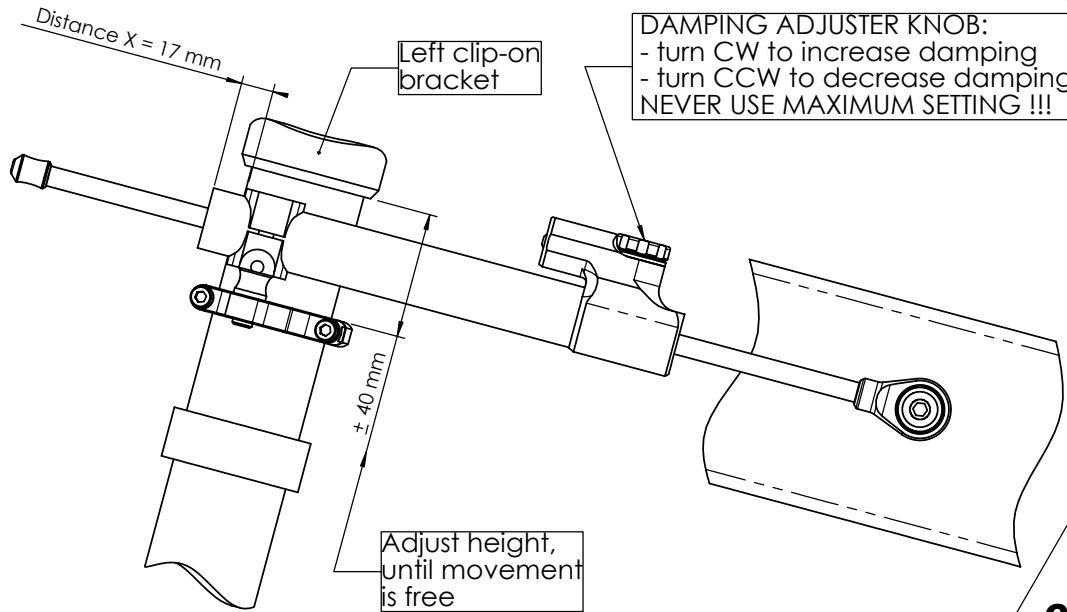 Distance X = 17 mm
Left clip-on
bracket
DAMPING ADJUSTER KNOB:
- turn CW to increase damping
- turn CCW to decrease damping
NEVER USE MAXIMUM SETTING !!!
± 40 mm
Adjust height,
until movement
is free